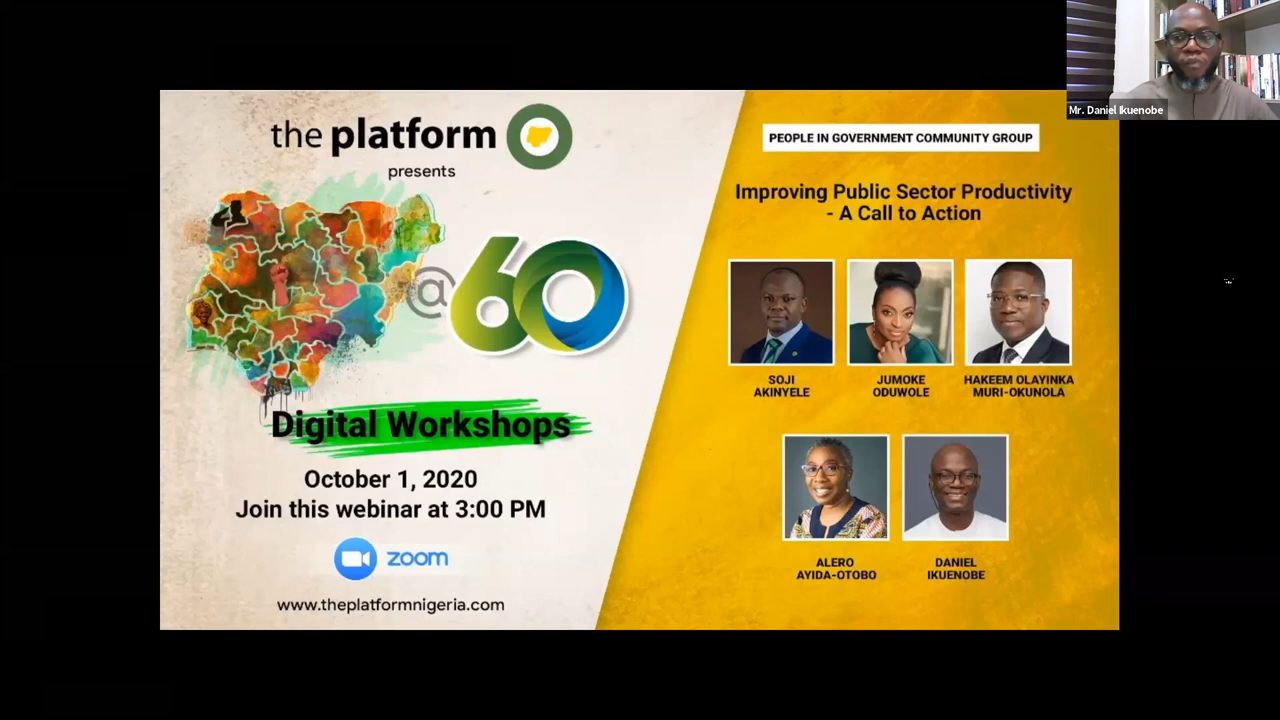 Mr. Daniel Ikuenobe
the platform
presents
@60
Digital Workshops
October 1, 2020
Join this webinar at 3:00 PM
zoom
www.theplatformnigeria.com
PEOPLE IN GOVERNMENT COMMUNITY GROUP
Improving Public Sector Productivity
- A Call to Action
SOJI
AKINYELE
JUMOKE
ODUWOLE
HAKEEM OLAYINKA
MURI-OKUNOLA
ALERO
AYIDA-OTOBO
DANIEL
IKUENOBE